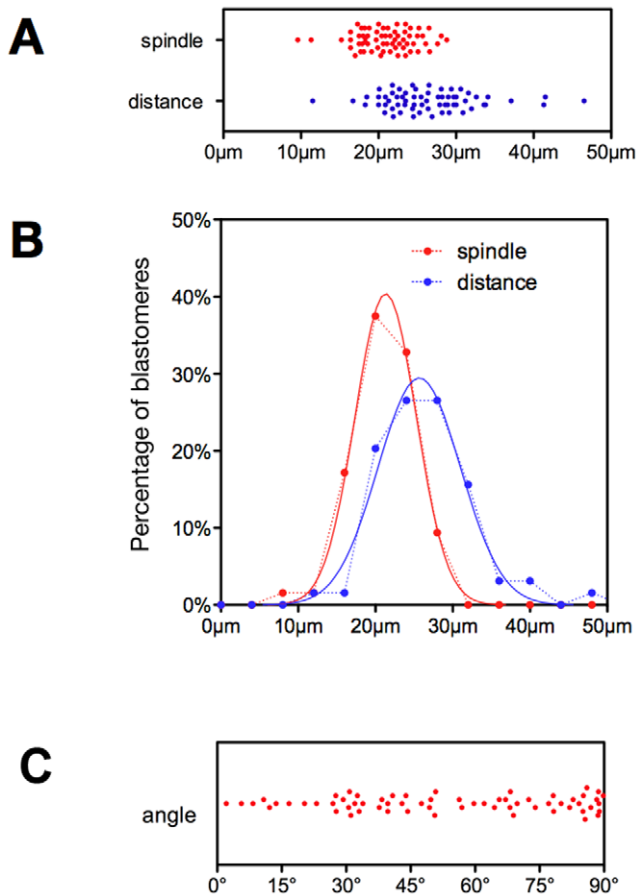 A
spindle
distance
0µm 10µm 20µm 30µm 40µm 50µm
B
50%
40%
30%
20%
10%
0%
Percentage of blastomeres
spindle
distance
0µm 10µm 20µm 30µm 40µm 50µm
C
angle
0° 15° 30° 45° 60° 75° 90°